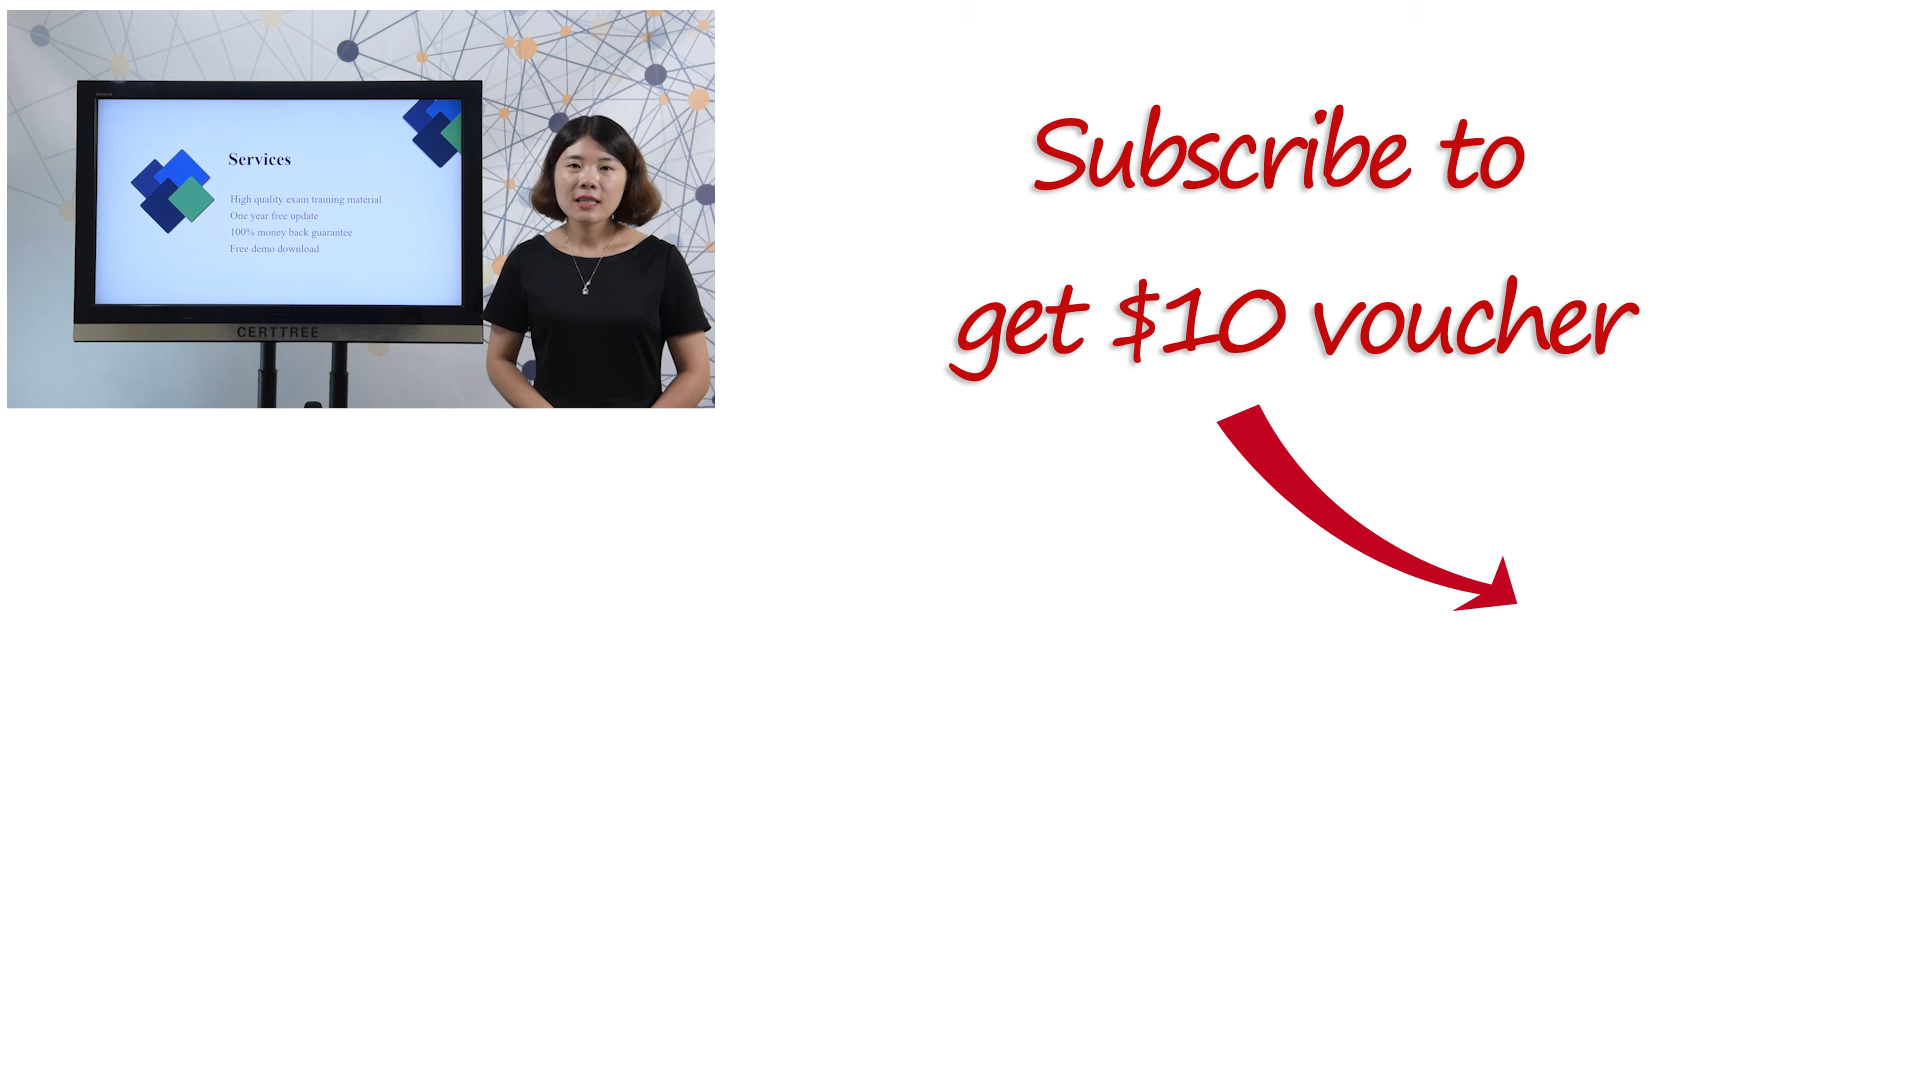 Services
High quality exam training material
One year free update
100% money back guarantee
Free demo download
CERTTREE
Subscribe to
get $10 voucher